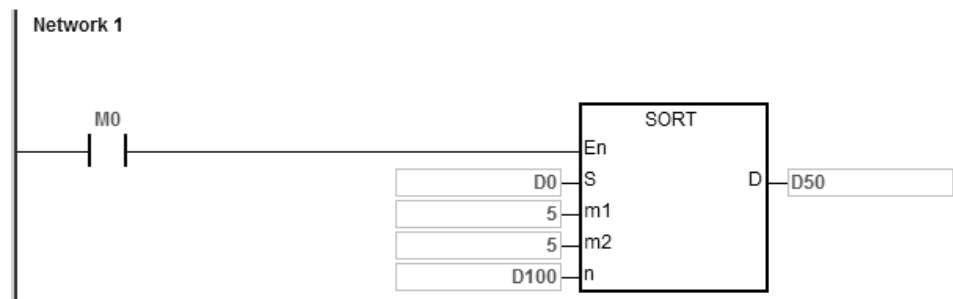 Network 1
M0
SORT
En
D0 S D D50
5 m1
5 m2
D100 n